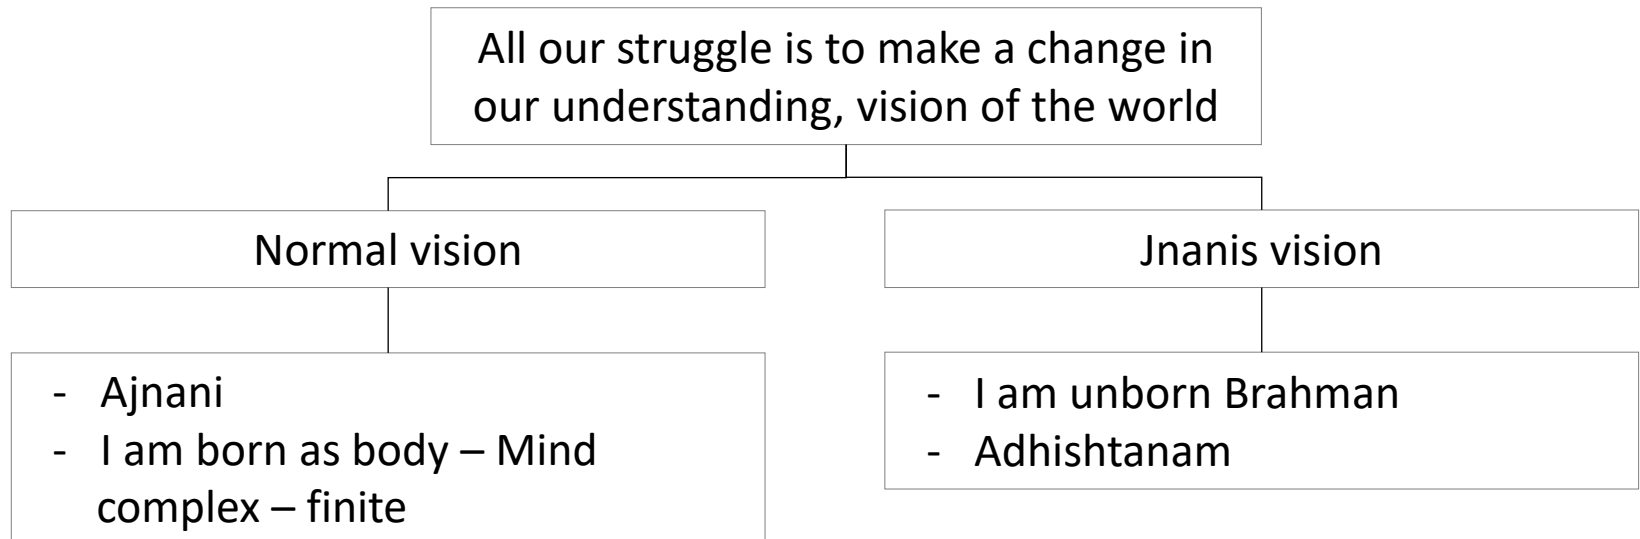 All our struggle is to make a change in
our understanding, vision of the world
Normal vision
Jnanis vision
- Ajnani
- I am born as body – Mind
complex – finite
- I am unborn Brahman
- Adhishtanam